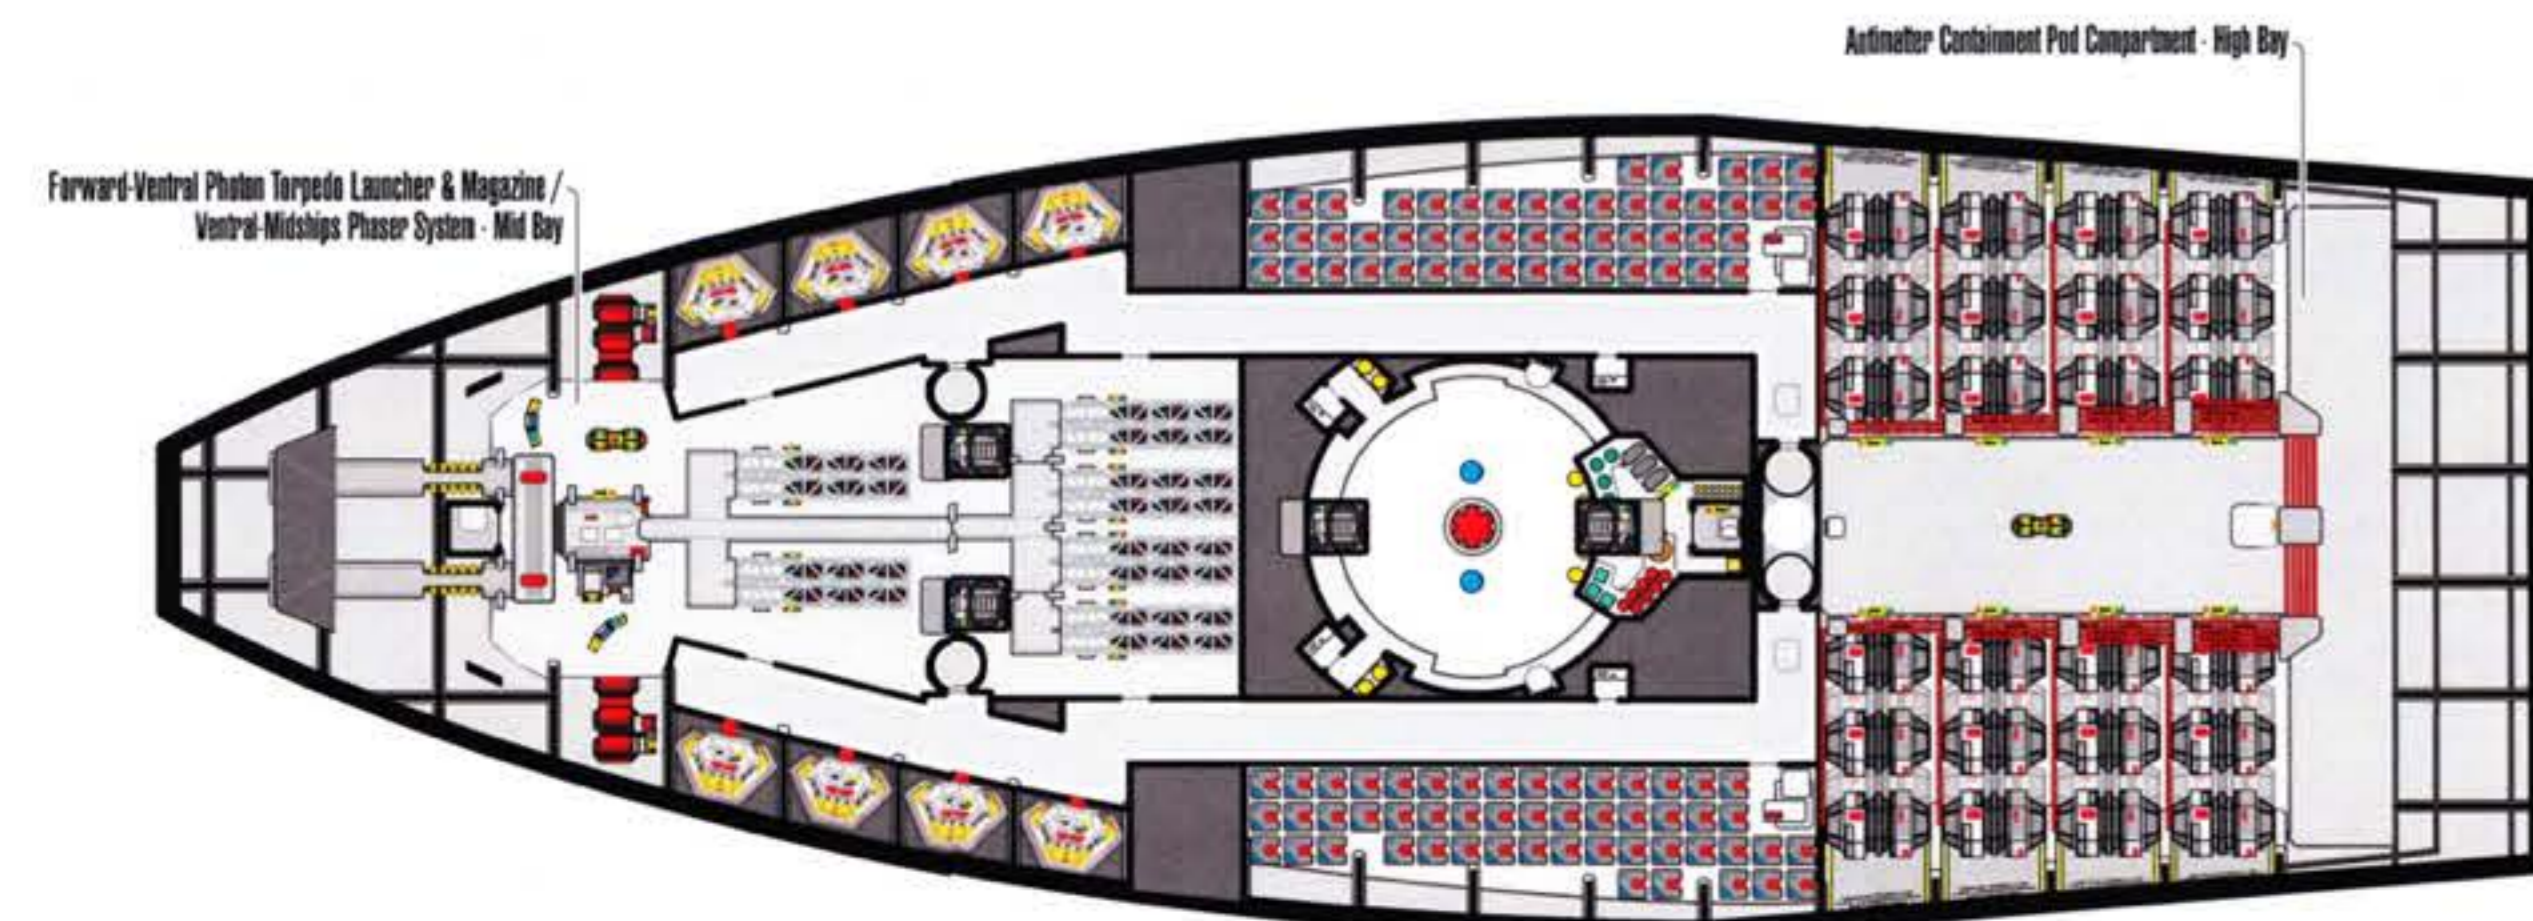 Forward-Ventral Photon Torpedo Launcher & Magazine /
Ventral-Midships Phaser System - Mid Bay
Antimatter Containment Pod Compartment - High Bay